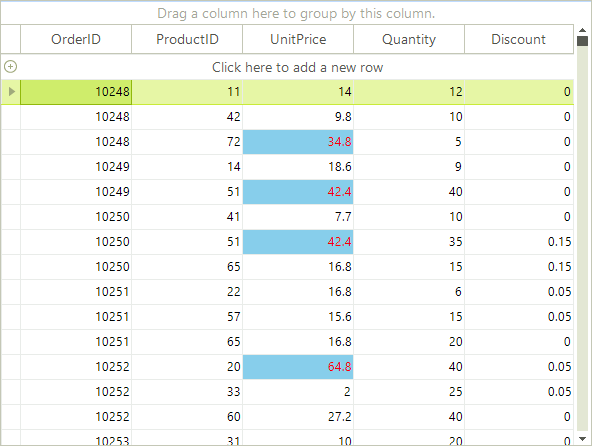 Drag a column here to group by this column.
OrderID ProductID UnitPrice Quantity Discount
Click here to add a new row
10248 11 14 12 0
10248 42 9.8 10 0
10248 72 34.8 5 0
10249 14 18.6 9 0
10249 51 42.4 40 0
10250 41 7.7 10 0
10250 51 42.4 35 0.15
10250 65 16.8 15 0.15
10251 22 16.8 6 0.05
10251 57 15.6 15 0.05
10251 65 16.8 20 0
10252 20 64.8 40 0.05
10252 33 2 25 0.05
10252 60 27.2 40 0
10253 31 10 20 0